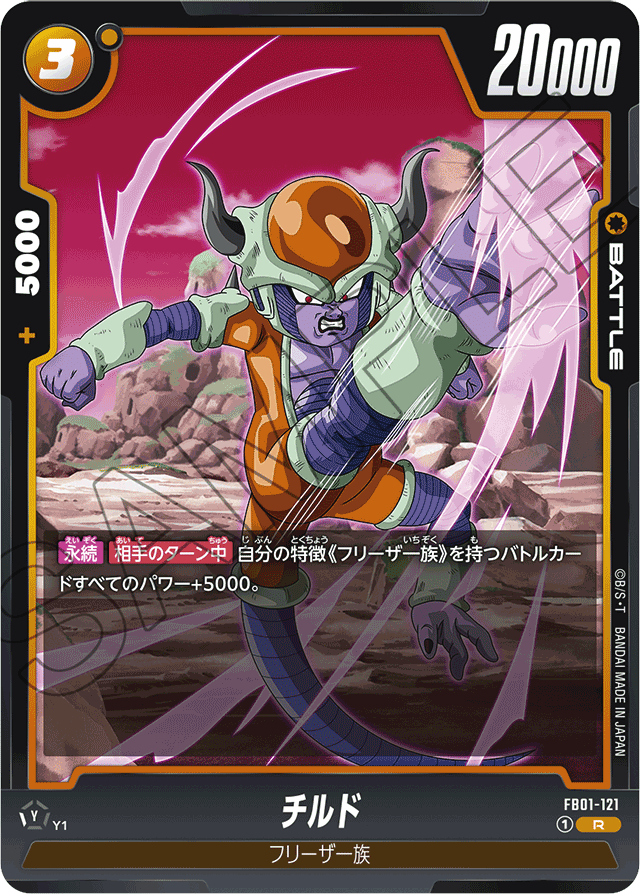 3
20000
+ 5000
BATTLE
SAMPLE
永続 相手のターン中 自分の特徴《フリーザ一族》を持つバトルカー
ドすべてのパワー+5000。
©B/S・T BANDAI MADE IN JAPAN
Y Y1
チルド
FB01-121
1 R
フリーザ一族